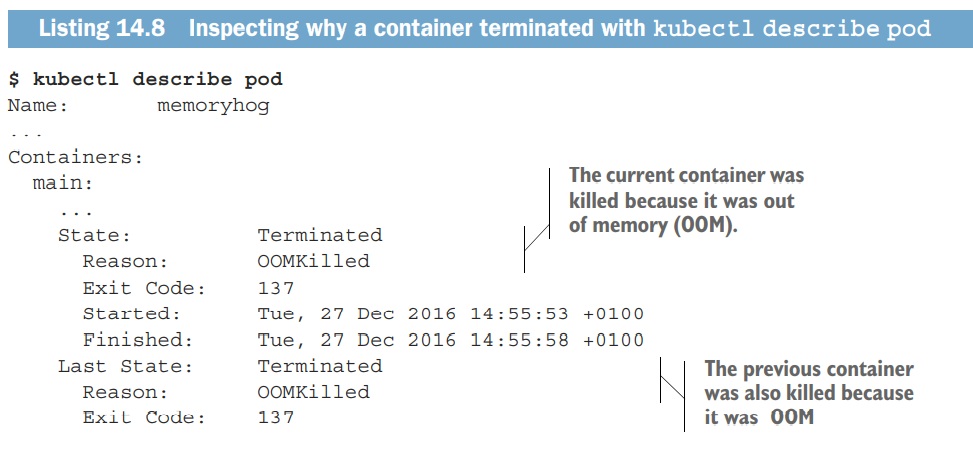 Listing 14.8 Inspecting why a container terminated with kubectl describe pod
$ kubectl describe pod
Name: memoryhog
...
Containers:
main:
...
State: Terminated
Reason: OOMKilled
Exit Code: 137
Started: Tue, 27 Dec 2016 14:55:53 +0100
Finished: Tue, 27 Dec 2016 14:55:58 +0100
Last State: Terminated
Reason: OOMKilled
Exit Code: 137
The current container was
killed because it was out
of memory (OOM).
The previous container
was also killed because
it was OOM